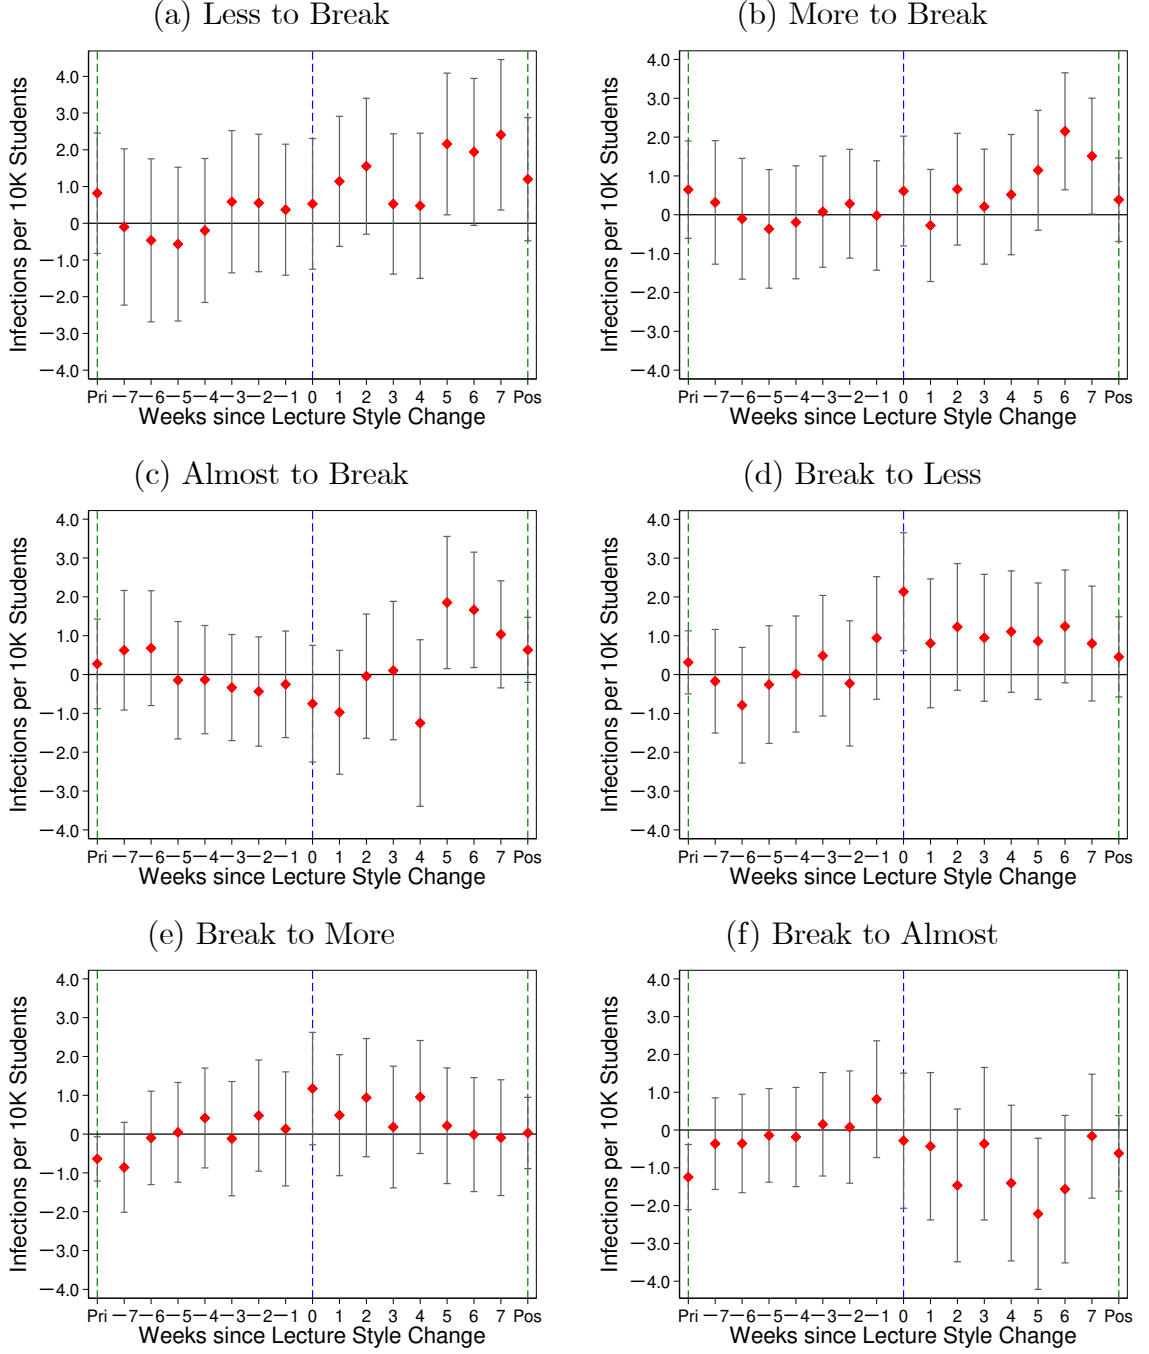 (a) Less to Break
Infections per 10K Students
4.0
3.0
2.0
1.0
0
−1.0
−2.0
−3.0
−4.0
Pri −7 −6 −5 −4 −3 −2 −1 0 1 2 3 4 5 6 7 Pos
Weeks since Lecture Style Change
(b) More to Break
Infections per 10K Students
4.0
3.0
2.0
1.0
0
−1.0
−2.0
−3.0
−4.0
Pri −7 −6 −5 −4 −3 −2 −1 0 1 2 3 4 5 6 7 Pos
Weeks since Lecture Style Change
(c) Almost to Break
Infections per 10K Students
4.0
3.0
2.0
1.0
0
−1.0
−2.0
−3.0
−4.0
Pri −7 −6 −5 −4 −3 −2 −1 0 1 2 3 4 5 6 7 Pos
Weeks since Lecture Style Change
(d) Break to Less
Infections per 10K Students
4.0
3.0
2.0
1.0
0
−1.0
−2.0
−3.0
−4.0
Pri −7 −6 −5 −4 −3 −2 −1 0 1 2 3 4 5 6 7 Pos
Weeks since Lecture Style Change
(e) Break to More
Infections per 10K Students
4.0
3.0
2.0
1.0
0
−1.0
−2.0
−3.0
−4.0
Pri −7 −6 −5 −4 −3 −2 −1 0 1 2 3 4 5 6 7 Pos
Weeks since Lecture Style Change
(f) Break to Almost
Infections per 10K Students
4.0
3.0
2.0
1.0
0
−1.0
−2.0
−3.0
−4.0
Pri −7 −6 −5 −4 −3 −2 −1 0 1 2 3 4 5 6 7 Pos
Weeks since Lecture Style Change